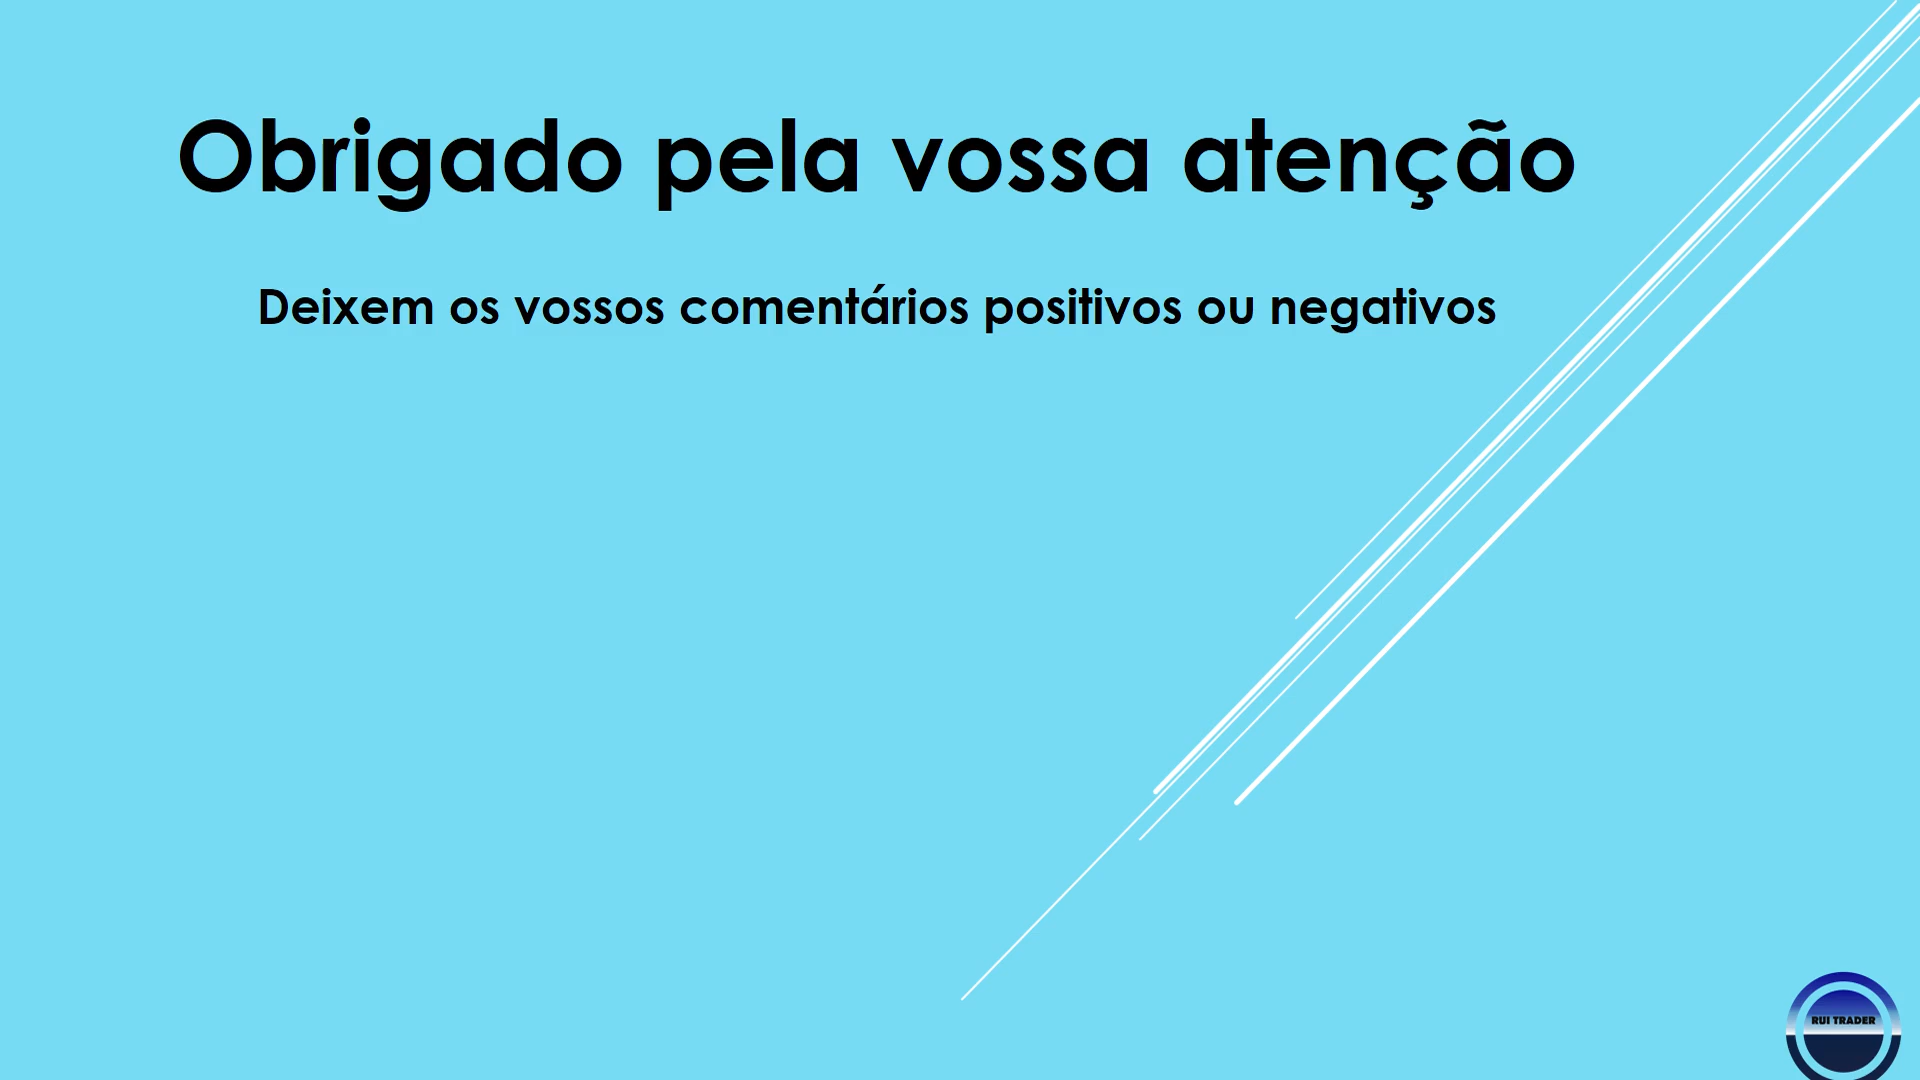 Obrigado pela vossa atenção
Deixem os vossos comentários positivos ou negativos
RUI TRADER